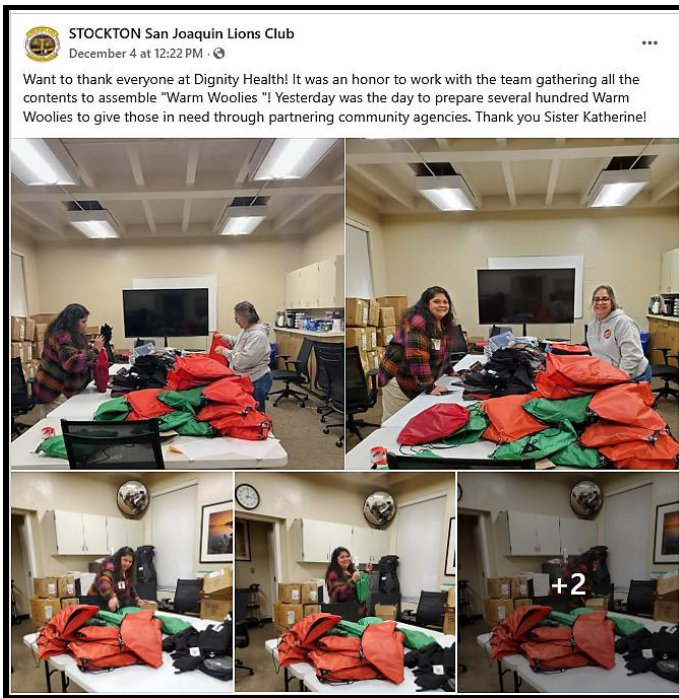 STOCKTON San Joaquin Lions Club
December 4 at 12:22 PM ·
Want to thank everyone at Dignity Health! It was an honor to work with the team gathering all the
contents to assemble "Warm Woolies "! Yesterday was the day to prepare several hundred Warm
Woolies to give those in need through partnering community agencies. Thank you Sister Katherine!
+2